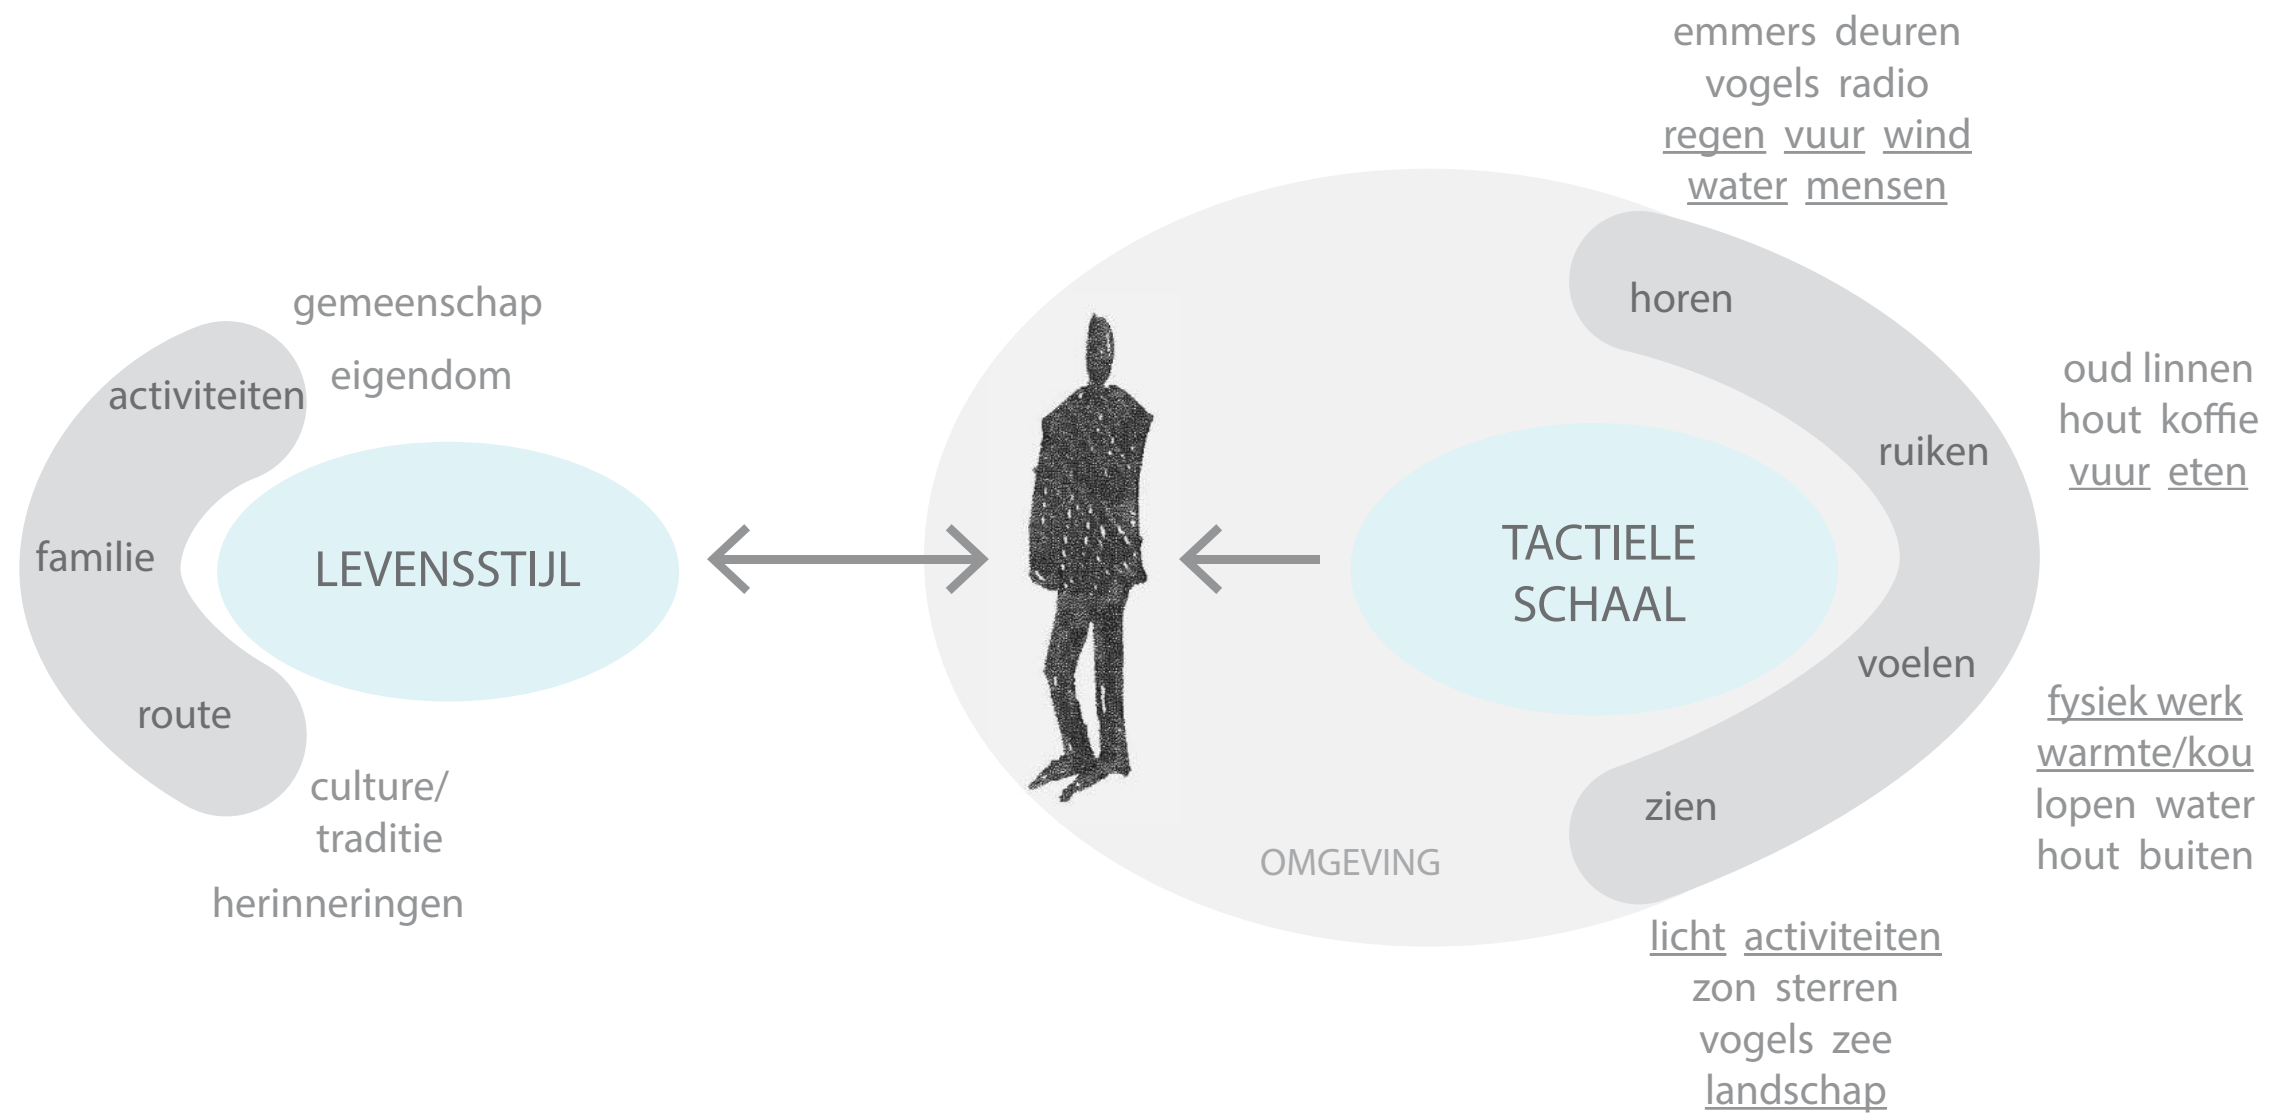 gemeenschap
eigendom
activiteiten
familie
route
LEVENSSTIJL
culture/
traditie
herinneringen
emmers deuren
vogels radio
regen vuur wind
water mensen
horen
ruiken
oud linnen
hout koffie
vuur eten
TACTIELE
SCHAAL
voelen
fysiek werk
warmte/kou
lopen water
hout buiten
zien
OMGEVING
licht activiteiten
zon sterren
vogels zee
landschap